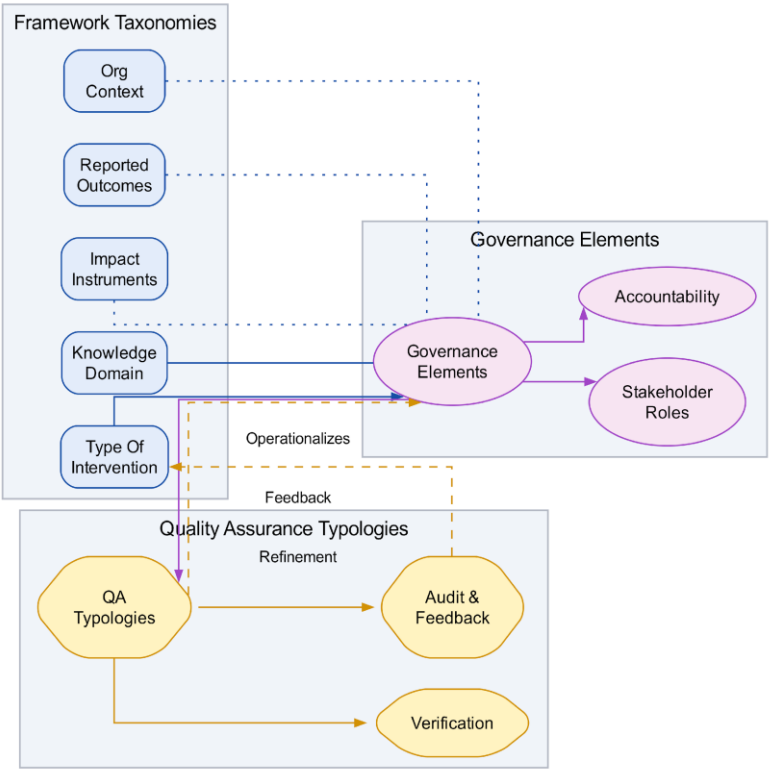 Framework Taxonomies
Org
Context
Reported
Outcomes
Impact
Instruments
Knowledge
Domain
Type Of
Intervention
Governance Elements
Governance
Elements
Accountability
Stakeholder
Roles
Operationalizes
Feedback
Quality Assurance Typologies
Refinement
QA
Typologies
Audit &
Feedback
Verification